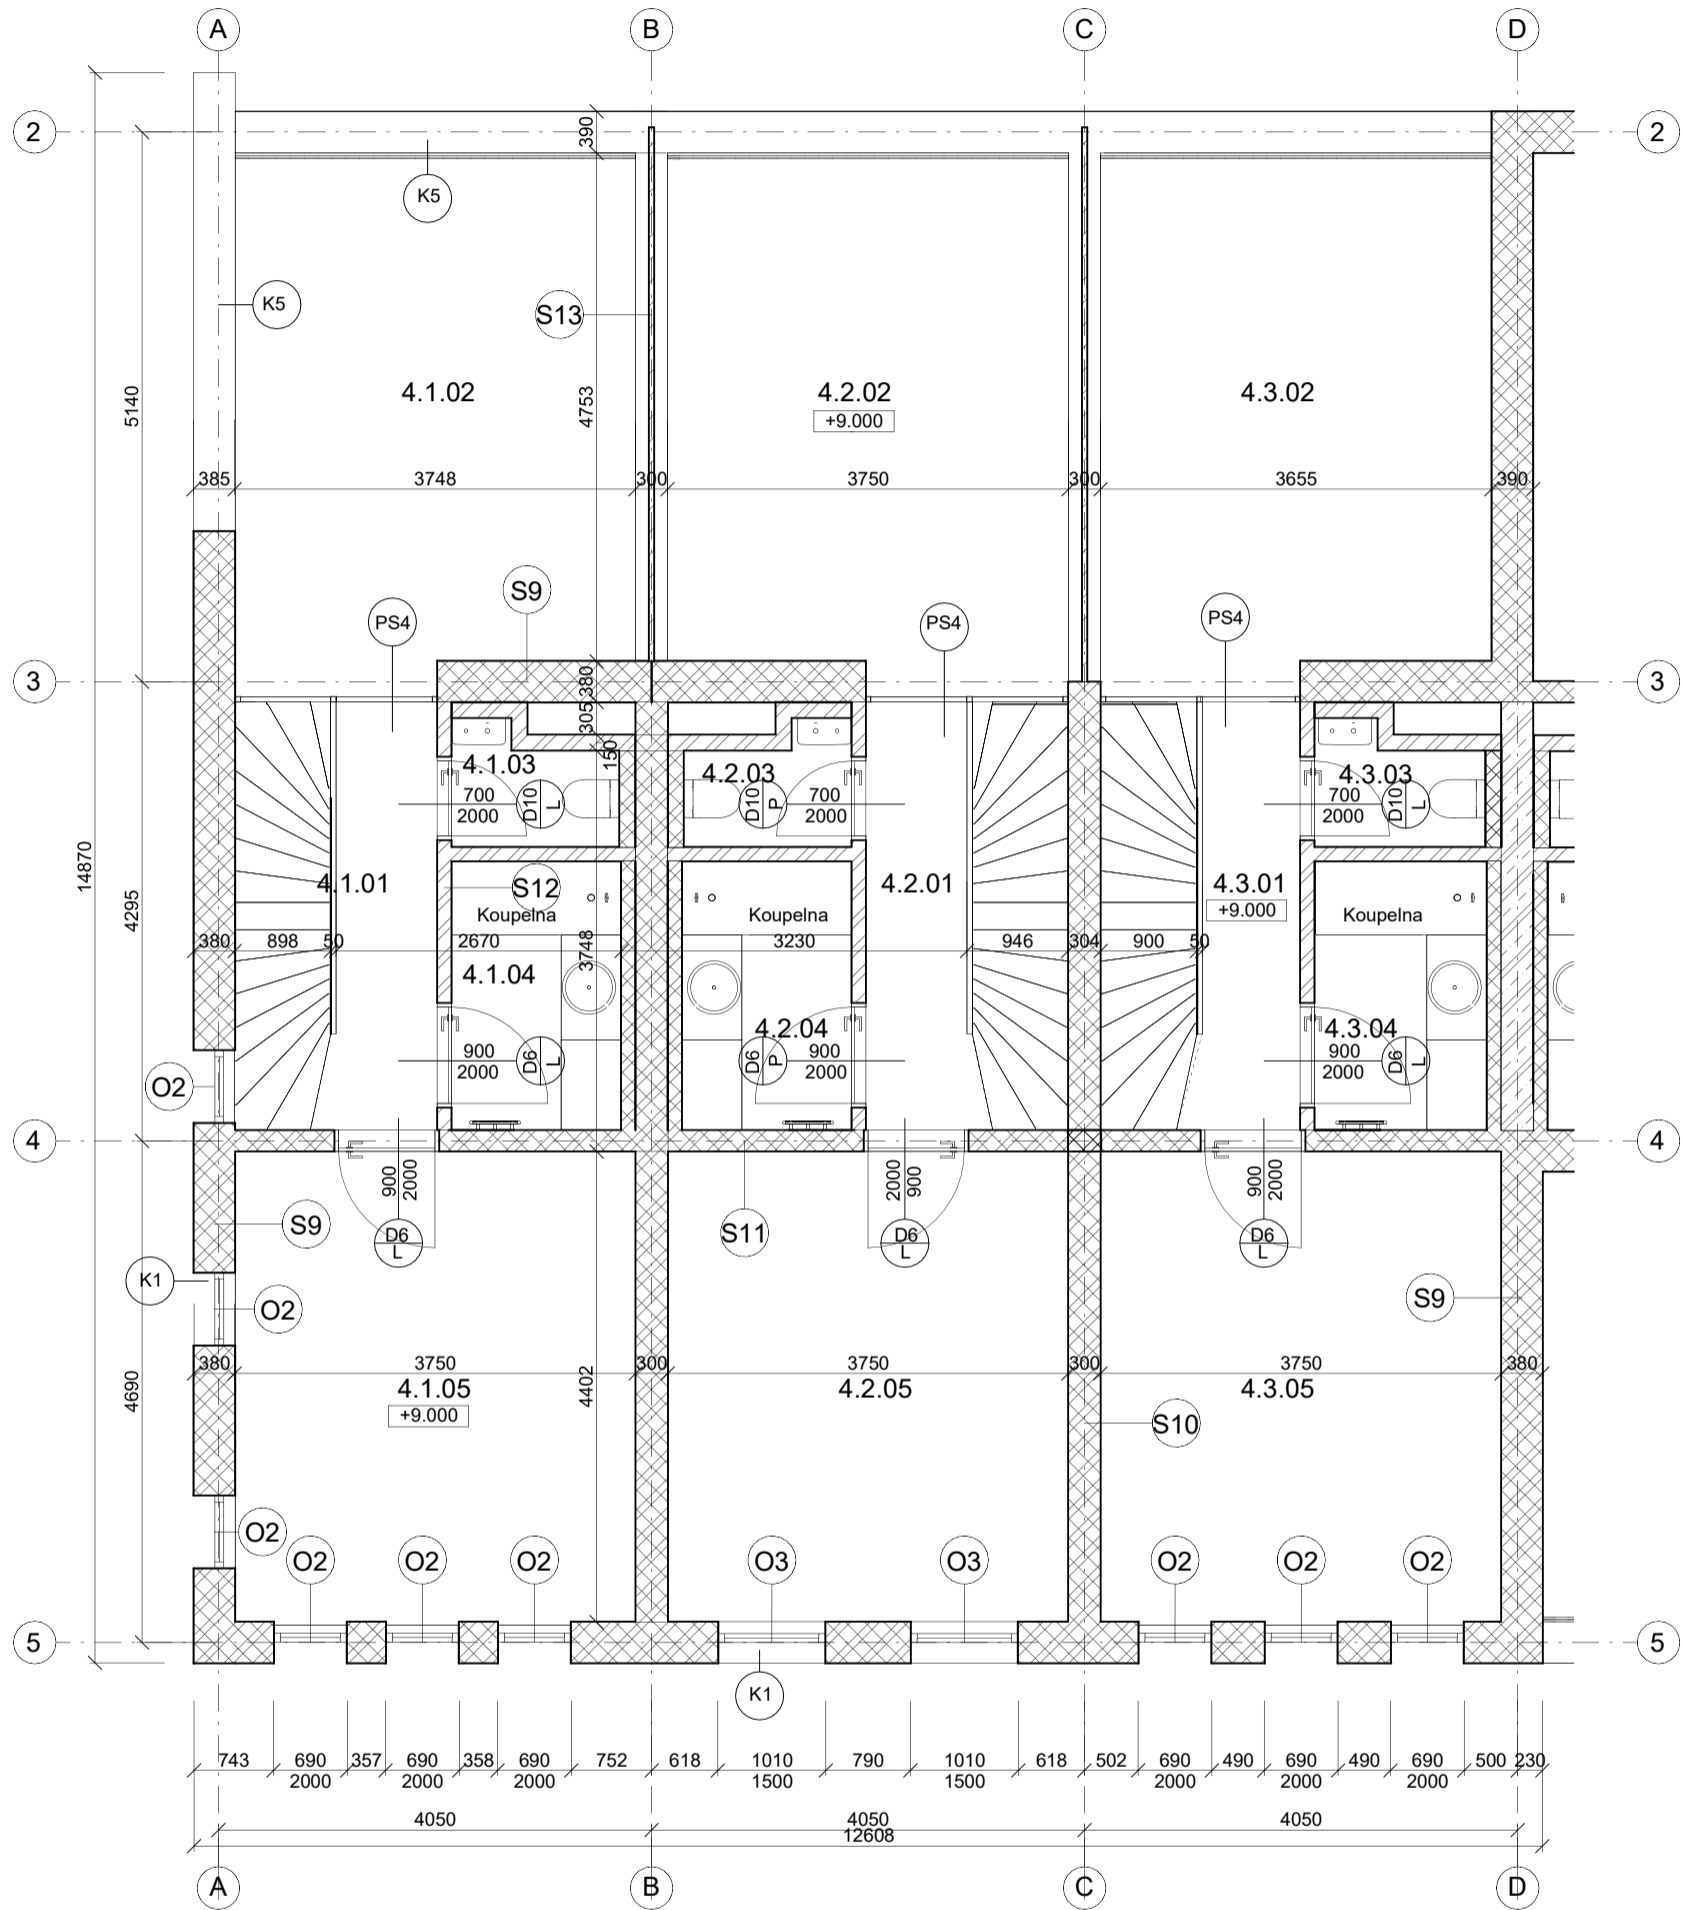 A B C D
2 390 2
K5
K5
S13
4.1.02 4.2.02 4.3.02
+9.000
5140 4753
385 3748 300 3750 300 3655 390
S9
PS4 PS4 PS4
3 380 3
305
150
4.1.03 4.2.03 4.3.03
700 D10 L D10 P 700 700 D10 L
2000 2000 2000
14870
4.1.01 S12 4.2.01 4.3.01
4295
Koupelna Koupelna +9.000 Koupelna
380 898 50 2670 3748 3230 946 304 900 50
4.1.04
4.2.04 4.3.04
900 D6 L D6 P 900 900 D6 L
2000 2000 2000
O2
4 4
900 2000 2000 900 900 2000
S9 D6 L S11 D6 L D6 L
K1
O2 S9
380 3750 300 3750 300 3750 380
4.1.05 4.2.05 4.3.05
+9.000
4690 4402
S10
O2
O2 O2 O2 O3 O3 O2 O2 O2
5 5
K1
743 690 357 690 358 690 752 618 1010 790 1010 618 502 690 490 690 490 690 500 230
2000 2000 2000 1500 1500 2000 2000 2000
4050 4050 4050
12608
A B C D